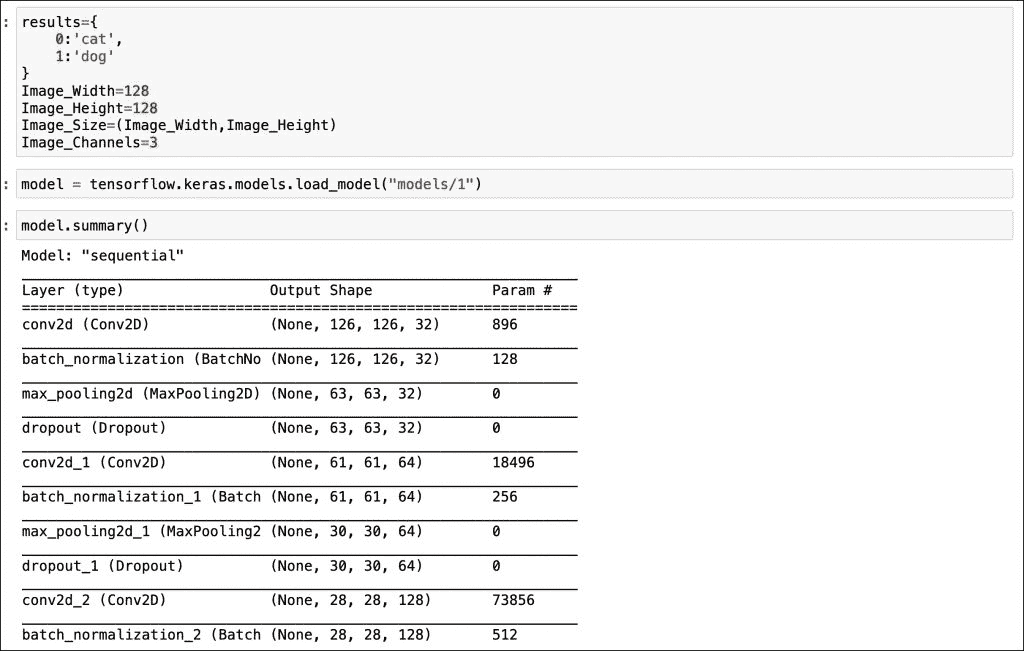 : results={
    0:'cat',
    1:'dog'
}
Image_Width=128
Image_Height=128
Image_Size=(Image_Width,Image_Height)
Image_Channels=3
: model = tensorflow.keras.models.load_model("models/1")
: model.summary()
Model: "sequential"
Layer (type)                 Output Shape              Param #
=================================================================
conv2d (Conv2D)              (None, 126, 126, 32)      896
batch_normalization (BatchNo (None, 126, 126, 32)      128
max_pooling2d (MaxPooling2D) (None, 63, 63, 32)        0
dropout (Dropout)            (None, 63, 63, 32)        0
conv2d_1 (Conv2D)            (None, 61, 61, 64)        18496
batch_normalization_1 (Batch (None, 61, 61, 64)        256
max_pooling2d_1 (MaxPooling2 (None, 30, 30, 64)        0
dropout_1 (Dropout)          (None, 30, 30, 64)        0
conv2d_2 (Conv2D)            (None, 28, 28, 128)       73856
batch_normalization_2 (Batch (None, 28, 28, 128)       512